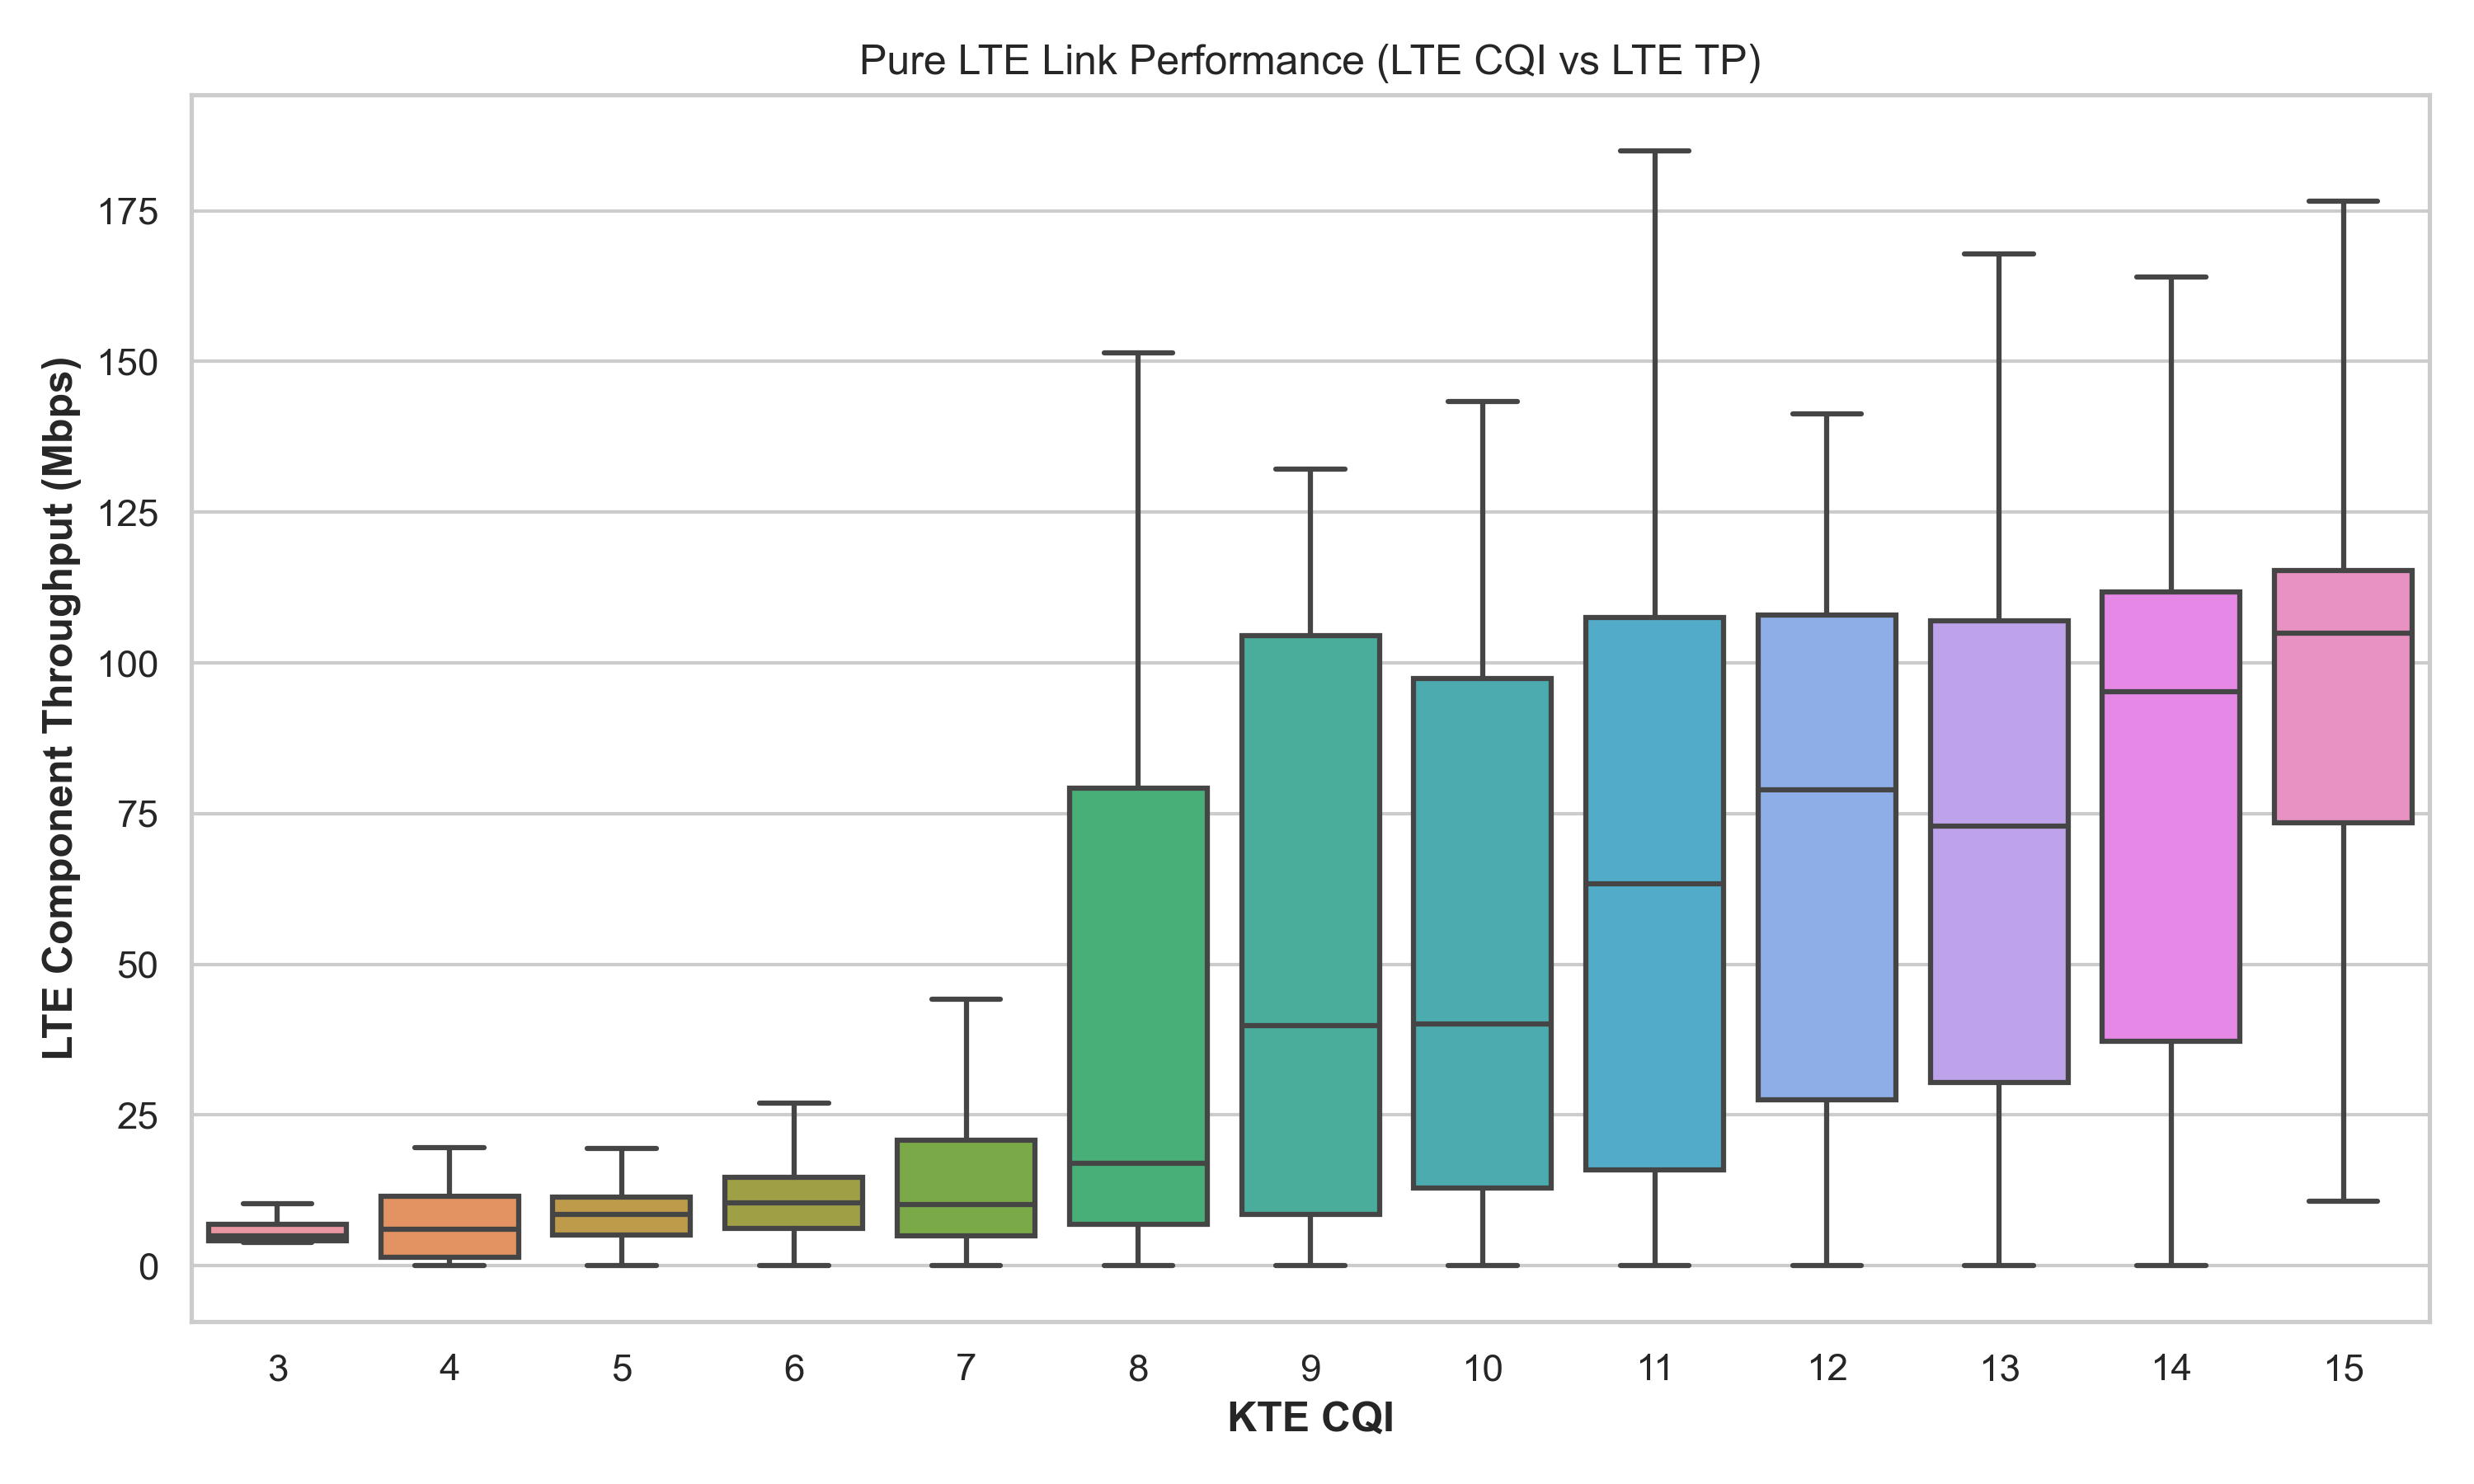 Pure LTE Link Performance (LTE CQI vs LTE TP)
LTE Component Throughput (Mbps)
175
150
125
100
75
50
25
0
3 4 5 6 7 8 9 10 11 12 13 14 15
KTE CQI